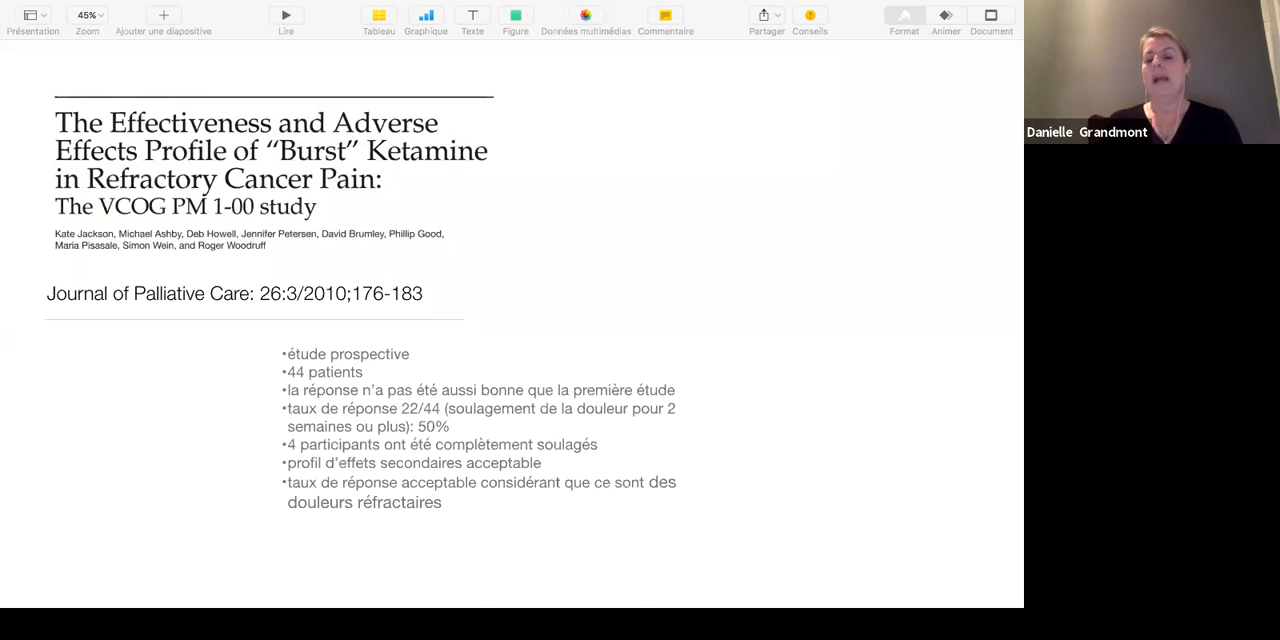 Présentation
45%
Zoom
Ajouter une diapositive
Lire
Tableau
Graphique
T
Texte
Figure
Données multimédias
Commentaire
Partager
?
Conseils
Format
Animer
Document
Danielle Grandmont
The Effectiveness and Adverse
Effects Profile of “Burst” Ketamine
in Refractory Cancer Pain:
The VCOG PM 1-00 study
Kate Jackson, Michael Ashby, Deb Howell, Jennifer Petersen, David Brumley, Phillip Good,
Maria Pisasale, Simon Wein, and Roger Woodruff
Journal of Palliative Care: 26:3/2010;176-183
•étude prospective
•44 patients
•la réponse n’a pas été aussi bonne que la première étude
•taux de réponse 22/44 (soulagement de la douleur pour 2
semaines ou plus): 50%
•4 participants ont été complètement soulagés
•profil d’effets secondaires acceptable
•taux de réponse acceptable considérant que ce sont des
douleurs réfractaires